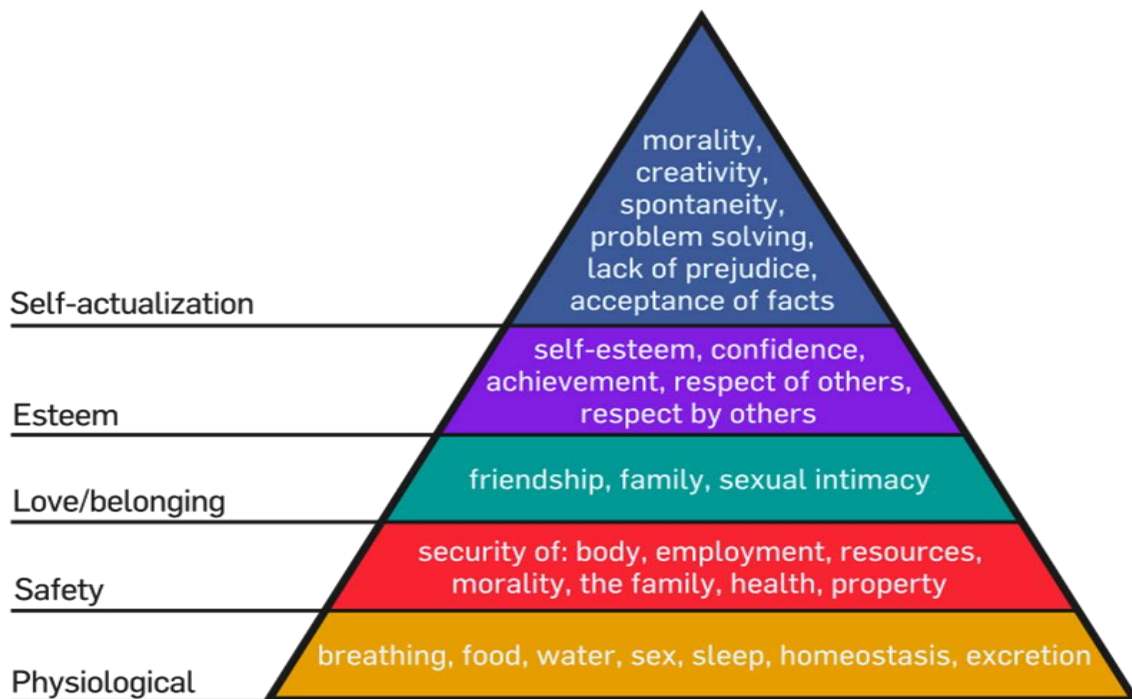 morality,
creativity,
spontaneity,
problem solving,
lack of prejudice,
acceptance of facts
Self-actualization
self-esteem, confidence,
achievement, respect of others,
respect by others
Esteem
friendship, family, sexual intimacy
Love/belonging
security of: body, employment, resources,
morality, the family, health, property
Safety
breathing, food, water, sex, sleep, homeostasis, excretion
Physiological